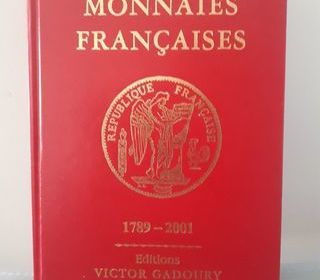 MONNAIES
FRANÇAISES
REPUBLIQUE FRANÇAISE
1789 – 2001
Editions
VICTOR GADOURY